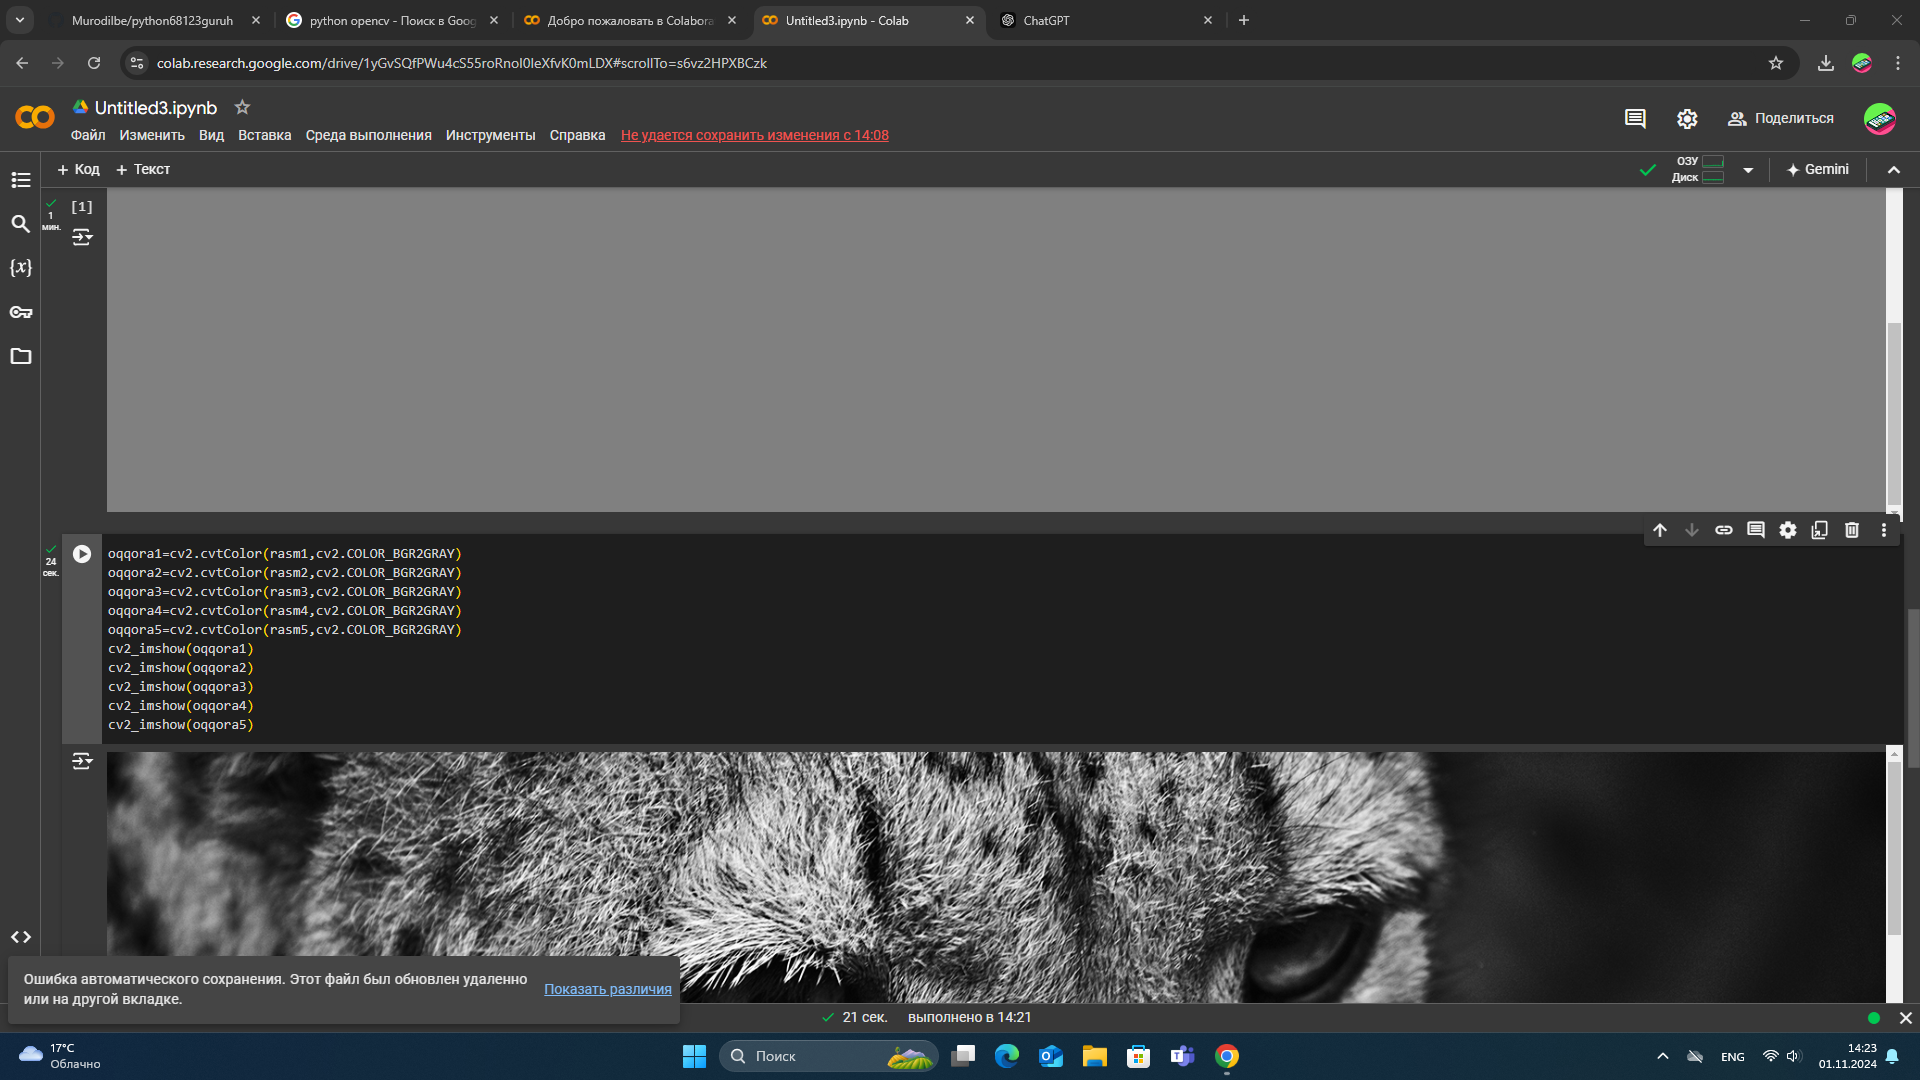 Murodilbe/python68123guruh
python opencv - Поиск в Goog
Добро пожаловать в Colabora
Untitled3.ipynb - Colab
ChatGPT
colab.research.google.com/drive/1yGvSQfPWu4cS55roRnoI0leXfvK0mLDX#scrollTo=s6vz2HPXBCzk
Untitled3.ipynb
Файл Изменить Вид Вставка Среда выполнения Инструменты Справка Не удается сохранить изменения с 14:08
Поделиться
+ Код + Текст
ОЗУ
Диск
Gemini
[1]
1
мин.
24
сек.
oqqora1=cv2.cvtColor(rasm1,cv2.COLOR_BGR2GRAY)
oqqora2=cv2.cvtColor(rasm2,cv2.COLOR_BGR2GRAY)
oqqora3=cv2.cvtColor(rasm3,cv2.COLOR_BGR2GRAY)
oqqora4=cv2.cvtColor(rasm4,cv2.COLOR_BGR2GRAY)
oqqora5=cv2.cvtColor(rasm5,cv2.COLOR_BGR2GRAY)
cv2_imshow(oqqora1)
cv2_imshow(oqqora2)
cv2_imshow(oqqora3)
cv2_imshow(oqqora4)
cv2_imshow(oqqora5)
Ошибка автоматического сохранения. Этот файл был обновлен удаленно
или на другой вкладке.
Показать различия
21 сек. выполнено в 14:21
17°C
Облачно
Поиск
ENG
14:23
01.11.2024